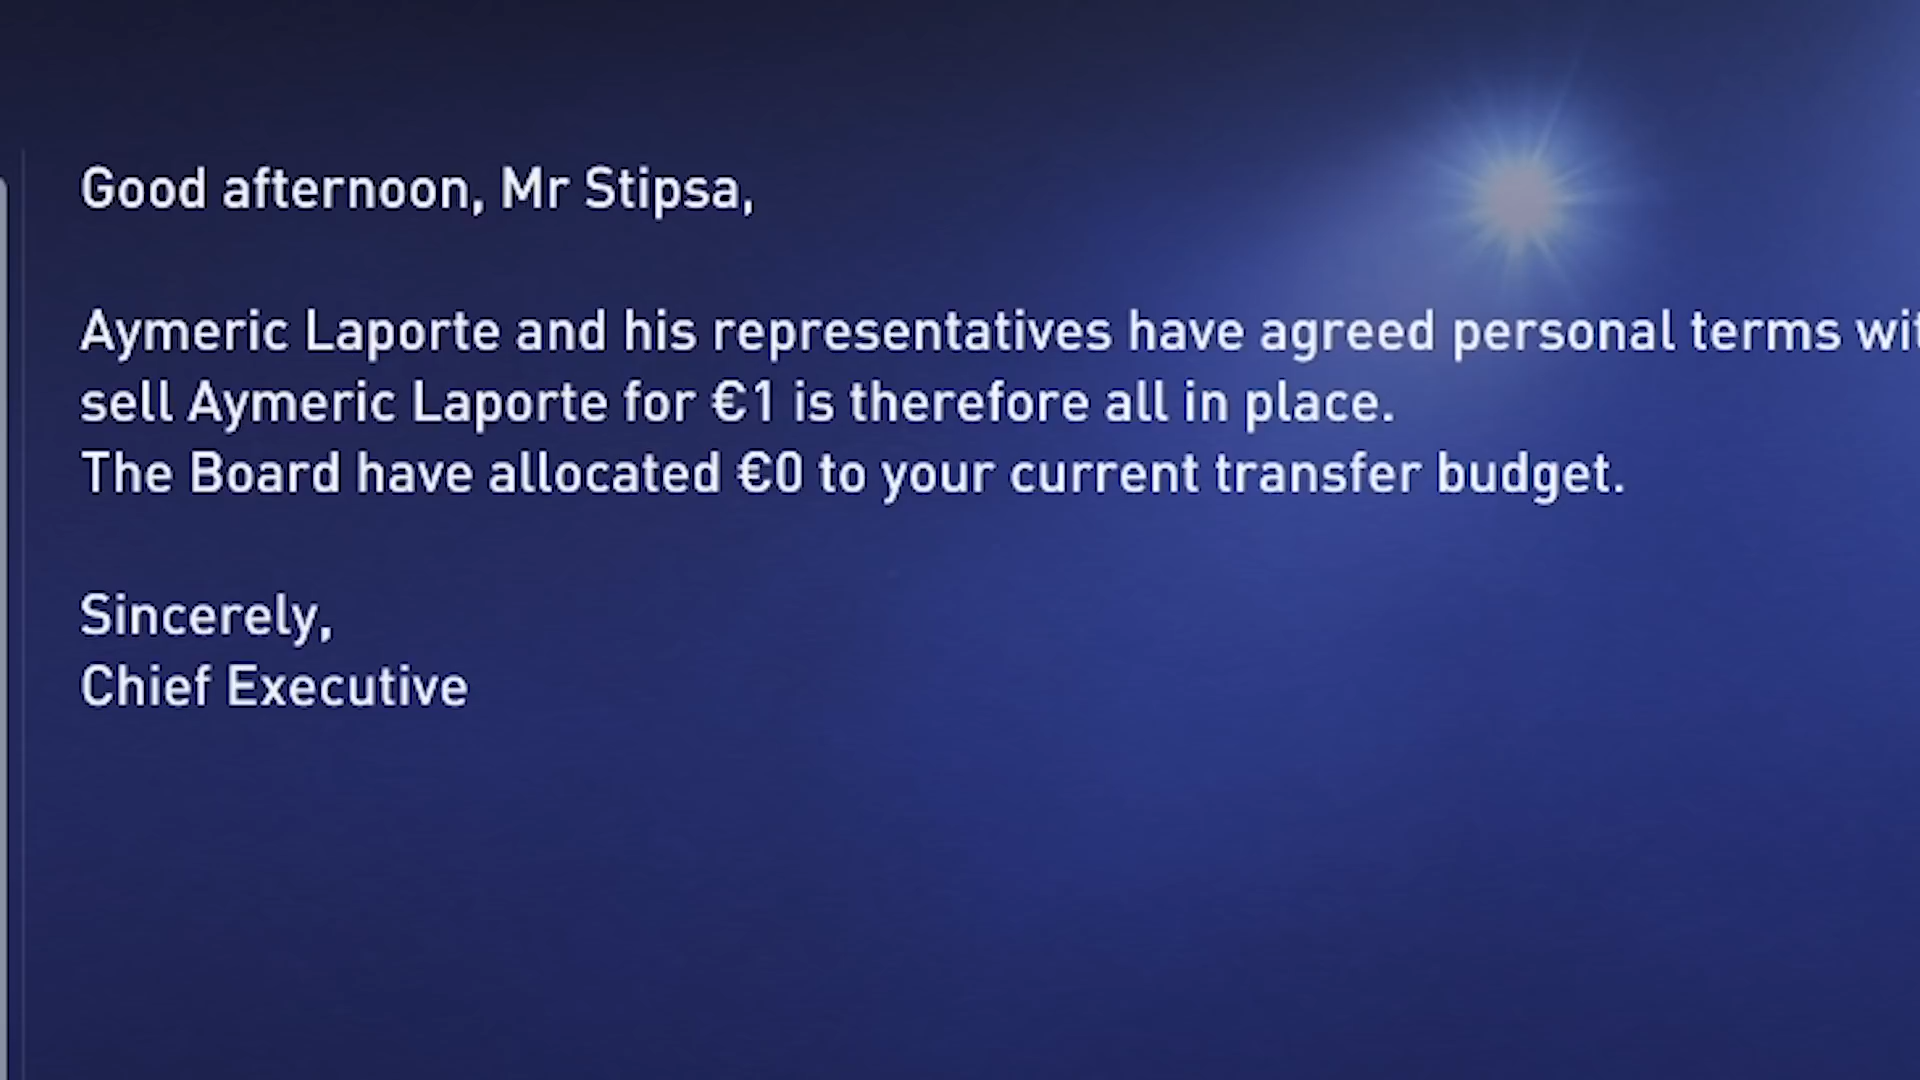 Good afternoon, Mr Stipsa,
Aymeric Laporte and his representatives have agreed personal terms
sell Aymeric Laporte for €1 is therefore all in place.
The Board have allocated €0 to your current transfer budget.
Sincerely,
Chief Executive